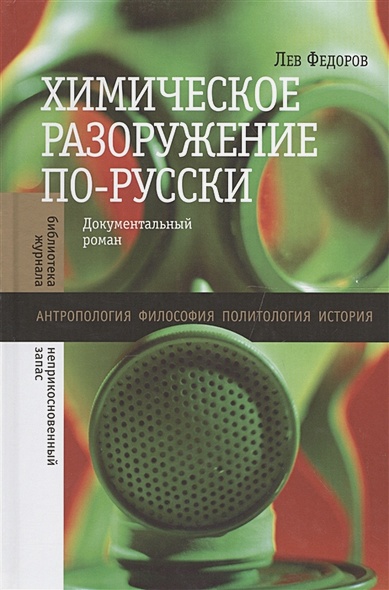 Лев Федоров
ХИМИЧЕСКОЕ
РАЗОРУЖЕНИЕ
ПО-РУССКИ
Документальный
роман
библиотека
журнала
АНТРОПОЛОГИЯ ФИЛОСОФИЯ ПОЛИТОЛОГИЯ ИСТОРИЯ
неприкосновенный
запас